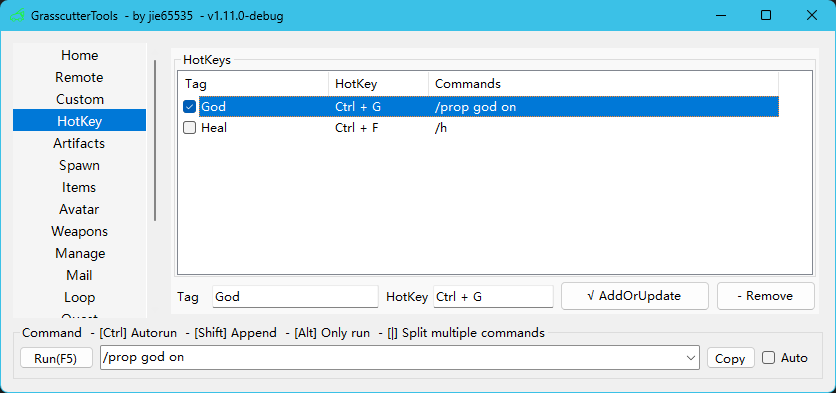 GrasscutterTools - by jie65535 - v1.11.0-debug
Home
Remote
Custom
HotKey
Artifacts
Spawn
Items
Avatar
Weapons
Manage
Mail
Loop
Quest
HotKeys
Tag HotKey Commands
God Ctrl + G /prop god on
Heal Ctrl + F /h
Tag God HotKey Ctrl + G √ AddOrUpdate - Remove
Command - [Ctrl] Autorun - [Shift] Append - [Alt] Only run - [|] Split multiple commands
Run(F5) /prop god on Copy Auto